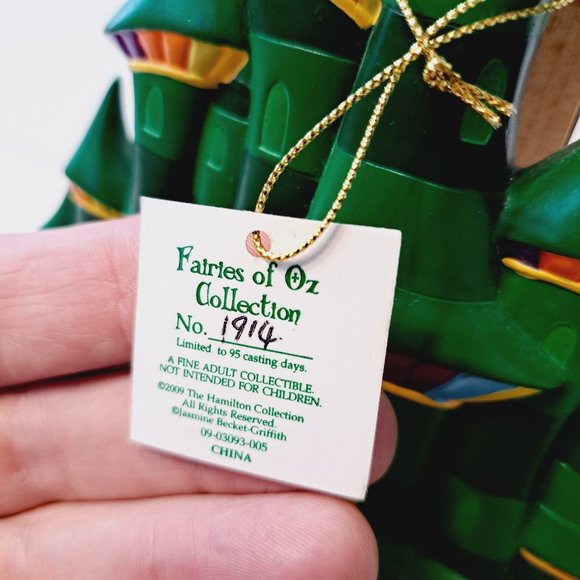 Fairies of Oz
Collection
No. 1914
Limited to 95 casting days.
A FINE ADULT COLLECTIBLE.
NOT INTENDED FOR CHILDREN.
©2009 The Hamilton Collection
All Rights Reserved.
©Jasmine Becket-Griffith
09-03093-005
CHINA